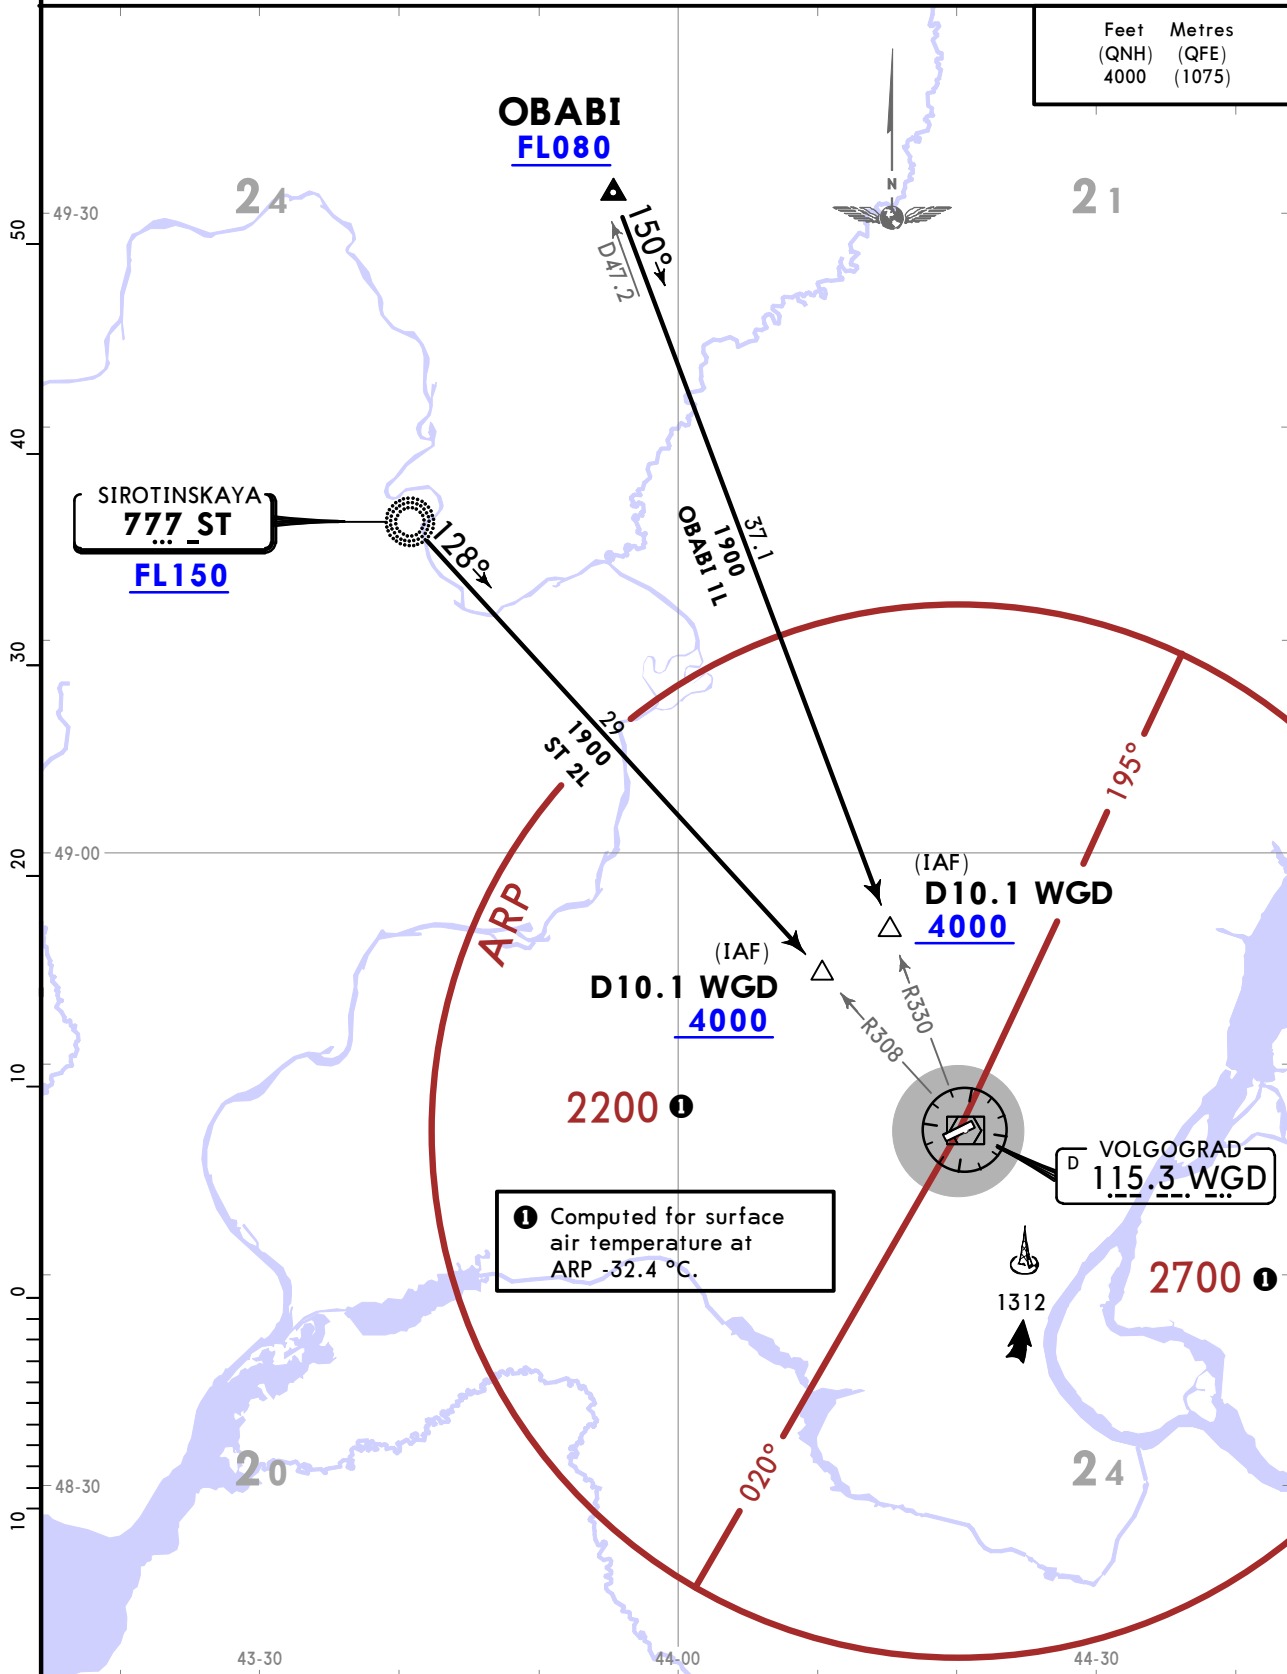 Feet Metres
(QNH) (QFE)
4000 (1075)
OBABI
FL080
24
21
N
49-30
50
150°
D47.2
40
SIROTINSKAYA
777 ST
FL150
128°
37.1
1900
OBABI 1L
30
29
1900
ST 2L
195°
20
49-00
ARP
(IAF)
D10.1 WGD
4000
(IAF)
D10.1 WGD
4000
R330
R308
10
2200 1
VOLGOGRAD
D 115.3 WGD
1 Computed for surface
air temperature at
ARP -32.4 °C.
0
2700 1
1312
020°
20
24
48-30
10
43-30
44-00
44-30